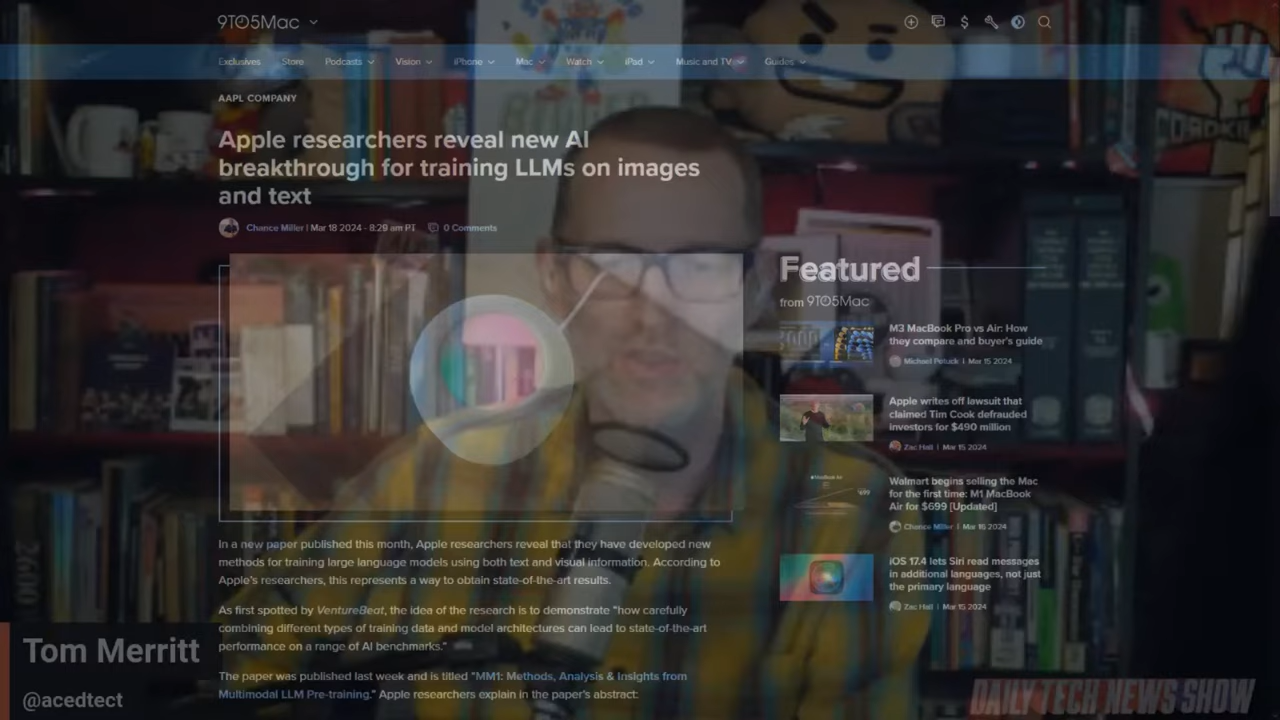 9TO5Mac
Exclusives Store Podcasts Vision iPhone Mac Watch iPad Music and TV Guides
AAPL COMPANY
Apple researchers reveal new AI
breakthrough for training LLMs on images
and text
Chance Miller | Mar 18 2024 - 8:29 am PT 0 Comments
Featured
from 9TO5Mac
M3 MacBook Pro vs Air: How
they compare and buyer's guide
Michael Potuck | Mar 15 2024
Apple writes off lawsuit that
claimed Tim Cook defrauded
investors for $490 million
Zac Hall | Mar 15 2024
Walmart begins selling the Mac
for the first time: M1 MacBook
Air for $699 [Updated]
Chance Miller | Mar 15 2024
iOS 17.4 lets Siri read messages
in additional languages, not just
the primary language
Zac Hall | Mar 15 2024
In a new paper published this month, Apple researchers reveal that they have developed new
methods for training large language models using both text and visual information. According to
Apple's researchers, this represents a way to obtain state-of-the-art results.
As first spotted by VentureBeat, the idea of the research is to demonstrate "how carefully
combining different types of training data and model architectures can lead to state-of-the-art
performance on a range of AI benchmarks."
The paper was published last week and is titled "MM1: Methods, Analysis & Insights from
Multimodal LLM Pre-training." Apple researchers explain in the paper's abstract:
2600
Tom Merritt
@acedtect
DAILY TECH NEWS SHOW